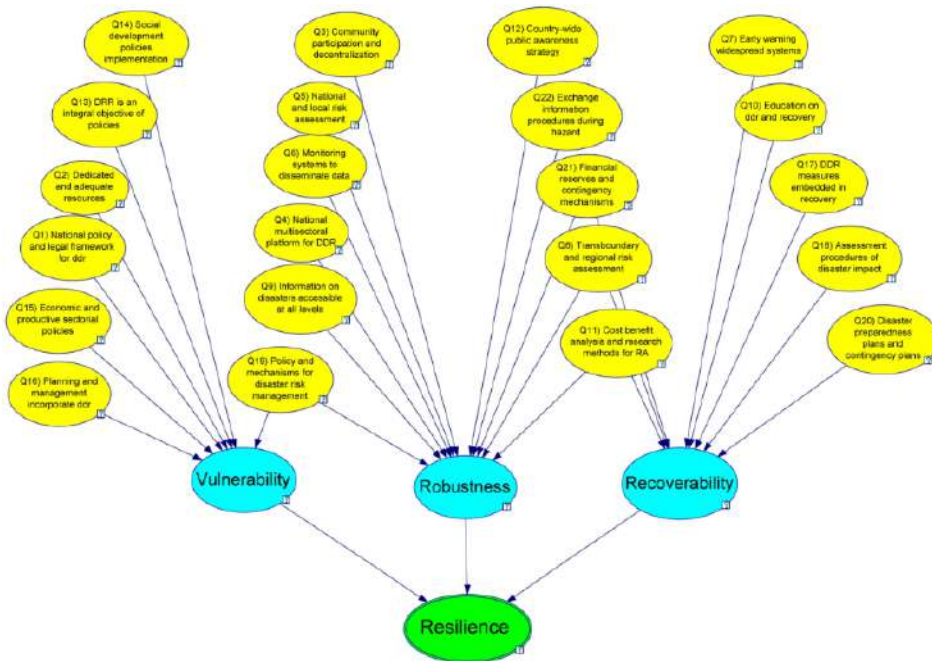 Q14) Social
development
policies
implementation
Q3) Community
participation and
decentralization
Q12) Country-wide
public awareness
strategy
Q7) Early warning
widespread systems
Q13) DRR is an
integral objective of
policies
Q5) National
and local risk
assessment
Q22) Exchange
information
procedures during
hazard
Q10) Education on
ddr and recovery
Q2) Dedicated
and adequate
resources
Q6) Monitoring
systems to
disseminate data
Q21) Financial
reserves and
contingency
mechanisms
Q17) DDR
measures
embedded in
recovery
Q1) National policy
and legal framework
for ddr
Q4) National
multisectoral
platform for DDR
Q8) Transboundary
and regional risk
assessment
Q18) Assessment
procedures of
disaster impact
Q15) Economic and
productive sectorial
policies
Q9) Information on
disasters accessible
at all levels
Q11) Cost benefit
analysis and research
methods for RA
Q20) Disaster
preparedness
plans and
contingency plans
Q16) Planning and
management
incorporate ddr
Q19) Policy and
mechanisms for
disaster risk
management
Vulnerability
Robustness
Recoverability
Resilience